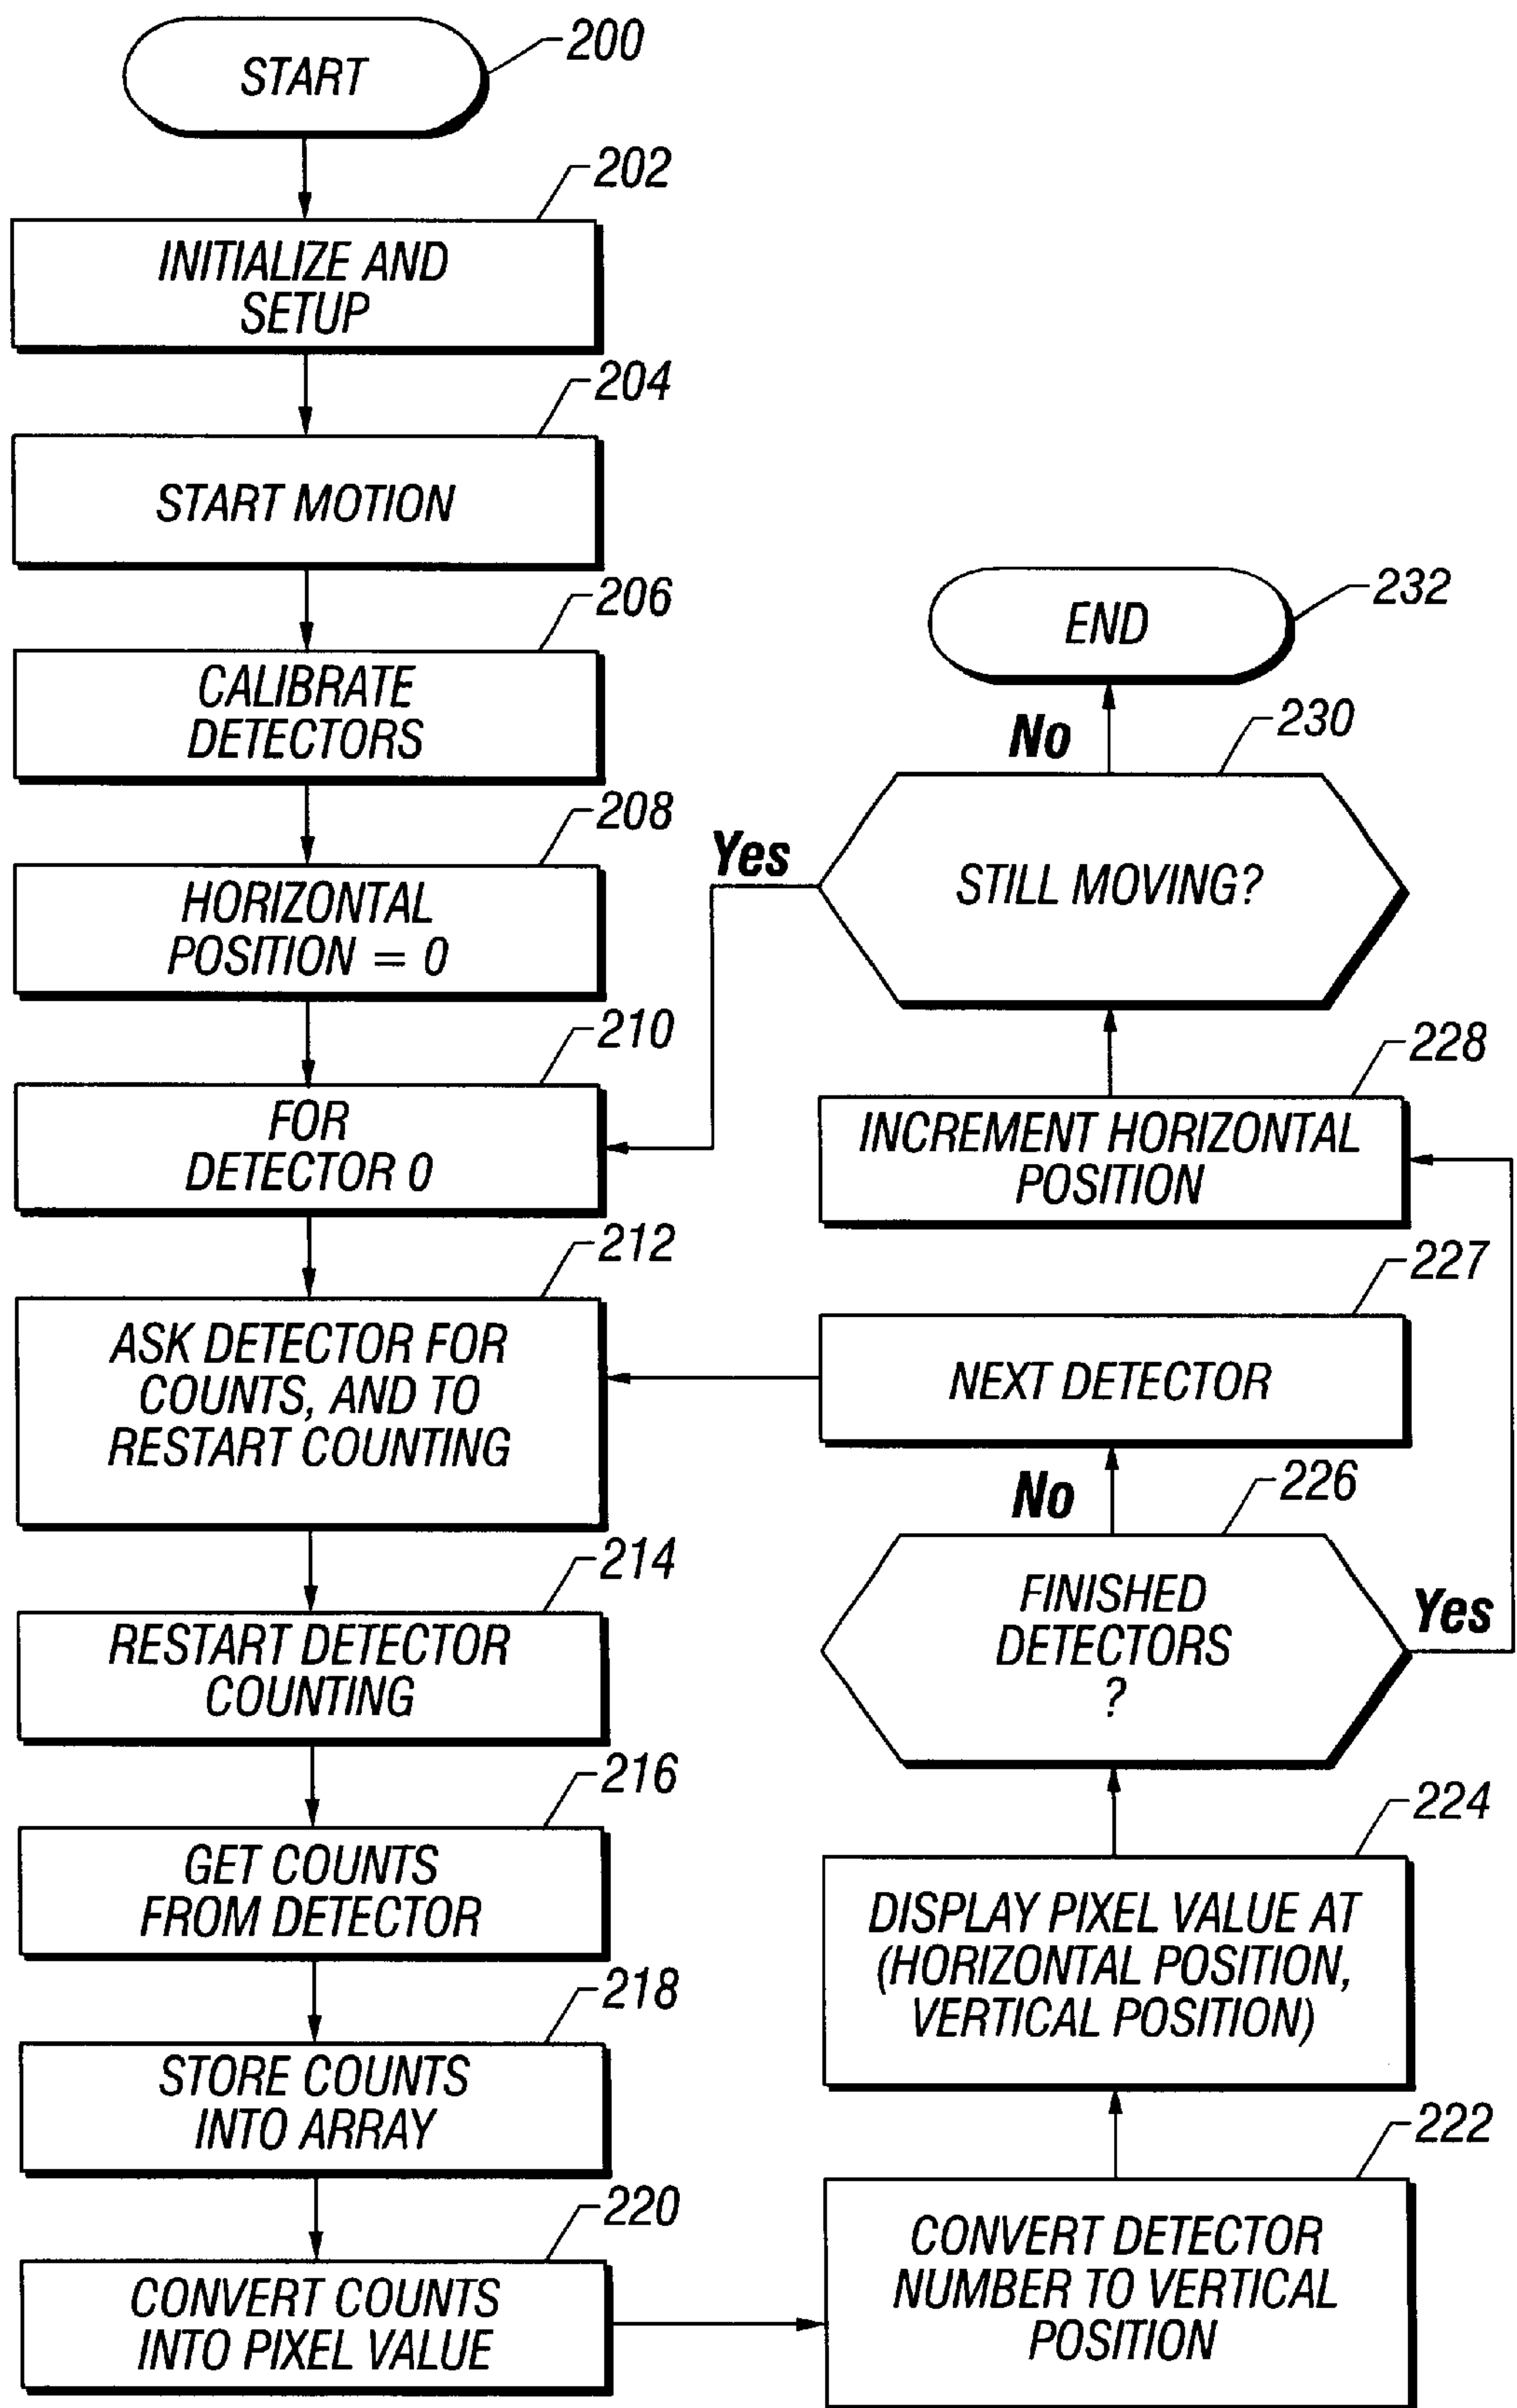 START
200
202
INITIALIZE AND
SETUP
204
START MOTION
206
CALIBRATE
DETECTORS
208
HORIZONTAL
POSITION = 0
210
FOR
DETECTOR 0
212
ASK DETECTOR FOR
COUNTS, AND TO
RESTART COUNTING
214
RESTART DETECTOR
COUNTING
216
GET COUNTS
FROM DETECTOR
218
STORE COUNTS
INTO ARRAY
220
CONVERT COUNTS
INTO PIXEL VALUE
222
CONVERT DETECTOR
NUMBER TO VERTICAL
POSITION
224
DISPLAY PIXEL VALUE AT
(HORIZONTAL POSITION,
VERTICAL POSITION)
226
FINISHED
DETECTORS
?
Yes
No
227
NEXT DETECTOR
228
INCREMENT HORIZONTAL
POSITION
230
STILL MOVING?
Yes
No
232
END